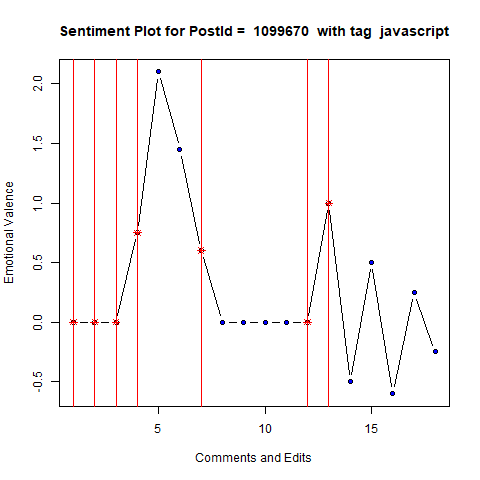 Sentiment Plot for PostId =  1099670  with tag  javascript
2.0
1.5
1.0
0.5
0.0
-0.5
Emotional Valence
5 10 15
Comments and Edits